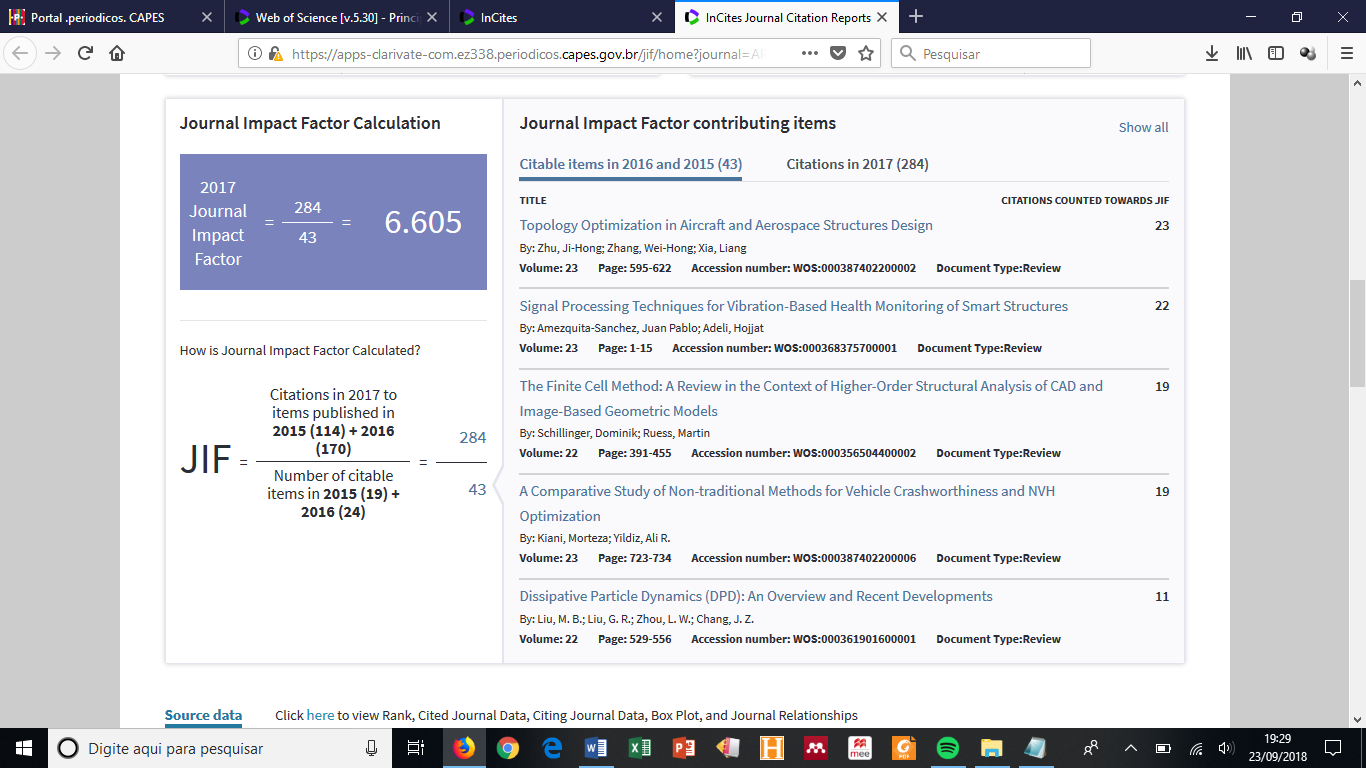 Portal .periodicos. CAPES
Web of Science [v.5.30] - Princi
InCites
InCites Journal Citation Reports
https://apps-clarivate-com.ez338.periodicos.capes.gov.br/jif/home?journal=AR
Pesquisar
Journal Impact Factor Calculation
2017 Journal Impact Factor = 284 / 43 = 6.605
How is Journal Impact Factor Calculated?
JIF =
Citations in 2017 to
items published in
2015 (114) + 2016
(170)
Number of citable
items in 2015 (19) +
2016 (24)
=
284
43
Journal Impact Factor contributing items
Show all
Citable items in 2016 and 2015 (43)
Citations in 2017 (284)
TITLE
CITATIONS COUNTED TOWARDS JIF
Topology Optimization in Aircraft and Aerospace Structures Design 23
By: Zhu, Ji-Hong; Zhang, Wei-Hong; Xia, Liang
Volume: 23 Page: 595-622 Accession number: WOS:000387402200002 Document Type:Review
Signal Processing Techniques for Vibration-Based Health Monitoring of Smart Structures 22
By: Amezquita-Sanchez, Juan Pablo; Adeli, Hojjat
Volume: 23 Page: 1-15 Accession number: WOS:000368375700001 Document Type:Review
The Finite Cell Method: A Review in the Context of Higher-Order Structural Analysis of CAD and 19
Image-Based Geometric Models
By: Schillinger, Dominik; Ruess, Martin
Volume: 22 Page: 391-455 Accession number: WOS:000356504400002 Document Type:Review
A Comparative Study of Non-traditional Methods for Vehicle Crashworthiness and NVH 19
Optimization
By: Kiani, Morteza; Yildiz, Ali R.
Volume: 23 Page: 723-734 Accession number: WOS:000387402200006 Document Type:Review
Dissipative Particle Dynamics (DPD): An Overview and Recent Developments 11
By: Liu, M. B.; Liu, G. R.; Zhou, L. W.; Chang, J. Z.
Volume: 22 Page: 529-556 Accession number: WOS:000361901600001 Document Type:Review
Source data
Click here to view Rank, Cited Journal Data, Citing Journal Data, Box Plot, and Journal Relationships
Digite aqui para pesquisar
19:29
23/09/2018